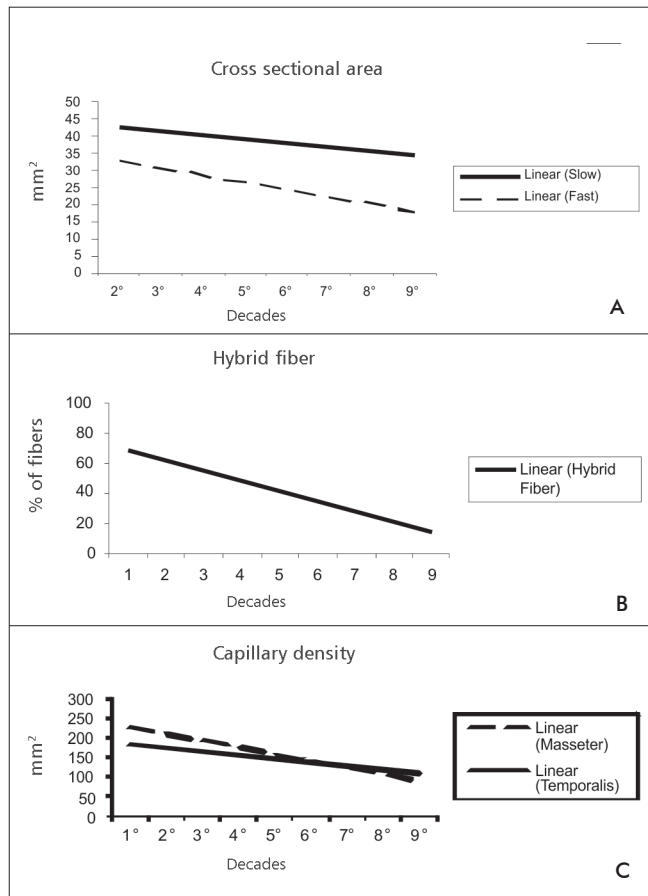 Cross sectional area
mm²
50
45
40
35
30
25
20
15
10
5
0
2° 3° 4° 5° 6° 7° 8° 9°
Decades
Linear (Slow)
Linear (Fast)
A
Hybrid fiber
% of fibers
100
80
60
40
20
0
1 2 3 4 5 6 7 8 9
Decades
Linear (Hybrid
Fiber)
B
Capillary density
mm²
300
250
200
150
100
50
0
1° 2° 3° 4° 5° 6° 7° 8° 9°
Decades
Linear
(Masseter)
Linear
(Temporalis)
C